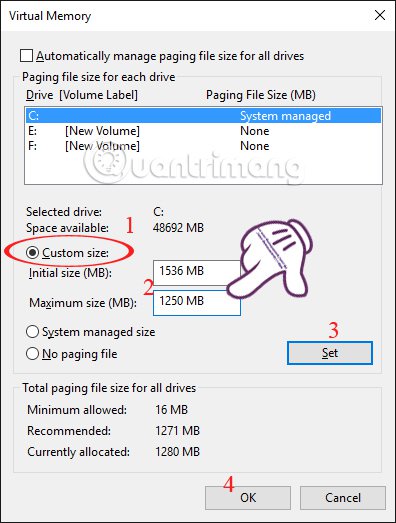 Virtual Memory
Automatically manage paging file size for all drives
Paging file size for each drive
Drive [Volume Label] Paging File Size (MB)
C: System managed
E: [New Volume] None
F: [New Volume] None
Quantrimang
Selected drive: C:
Space available: 48692 MB
1
Custom size:
Initial size (MB): 1536 MB
2
Maximum size (MB): 1250 MB
System managed size
3
No paging file Set
Total paging file size for all drives
Minimum allowed: 16 MB
Recommended: 1271 MB
Currently allocated: 1280 MB
4
OK Cancel